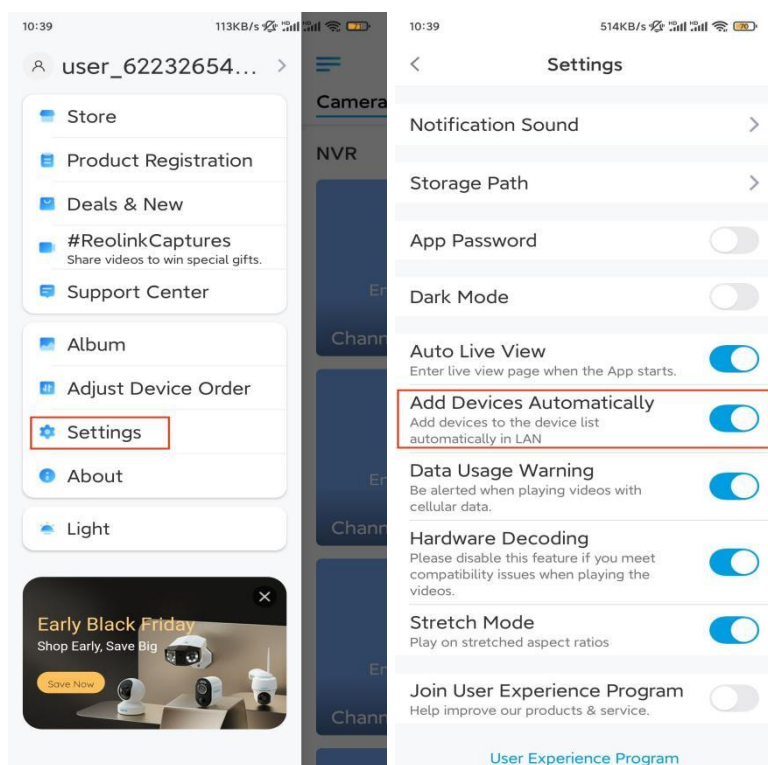 10:39
113KB/s
71
user_62232654...
Store
Product Registration
Deals & New
#ReolinkCaptures
Share videos to win special gifts.
Support Center
Album
Adjust Device Order
Settings
About
Light
Early Black Friday
Shop Early, Save Big
Save Now
Camera
NVR
En
Chann
En
Chann
En
Chann
10:39
514KB/s
70
Settings
Notification Sound
Storage Path
App Password
Dark Mode
Auto Live View
Enter live view page when the App starts.
Add Devices Automatically
Add devices to the device list
automatically in LAN
Data Usage Warning
Be alerted when playing videos with
cellular data.
Hardware Decoding
Please disable this feature if you meet
compatibility issues when playing the
videos.
Stretch Mode
Play on stretched aspect ratios
Join User Experience Program
Help improve our products & service.
User Experience Program